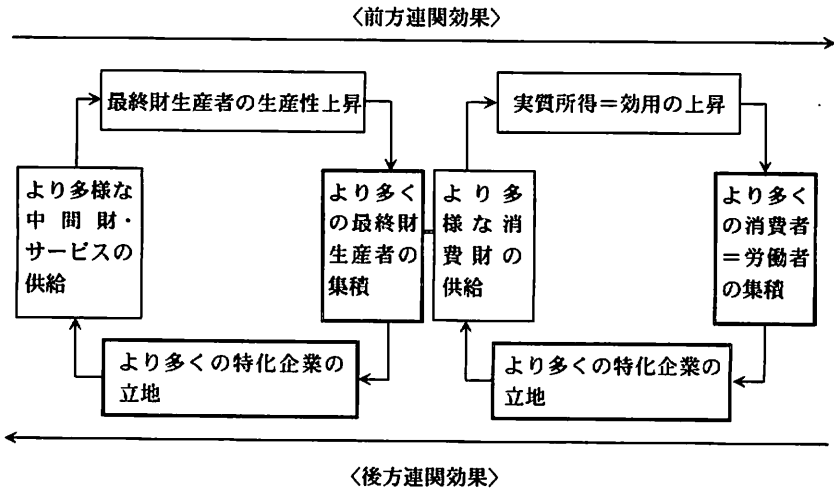 〈前方連関効果〉
最終財生産者の生産性上昇
実質所得=効用の上昇
より多様な
中間財・
サービスの
供給
より多く
の最終財
生産者の
集積
より多
様な消
費財の
供給
より多く
の消費者
=労働者
の集積
より多くの特化企業の
立地
より多くの特化企業の
立地
〈後方連関効果〉